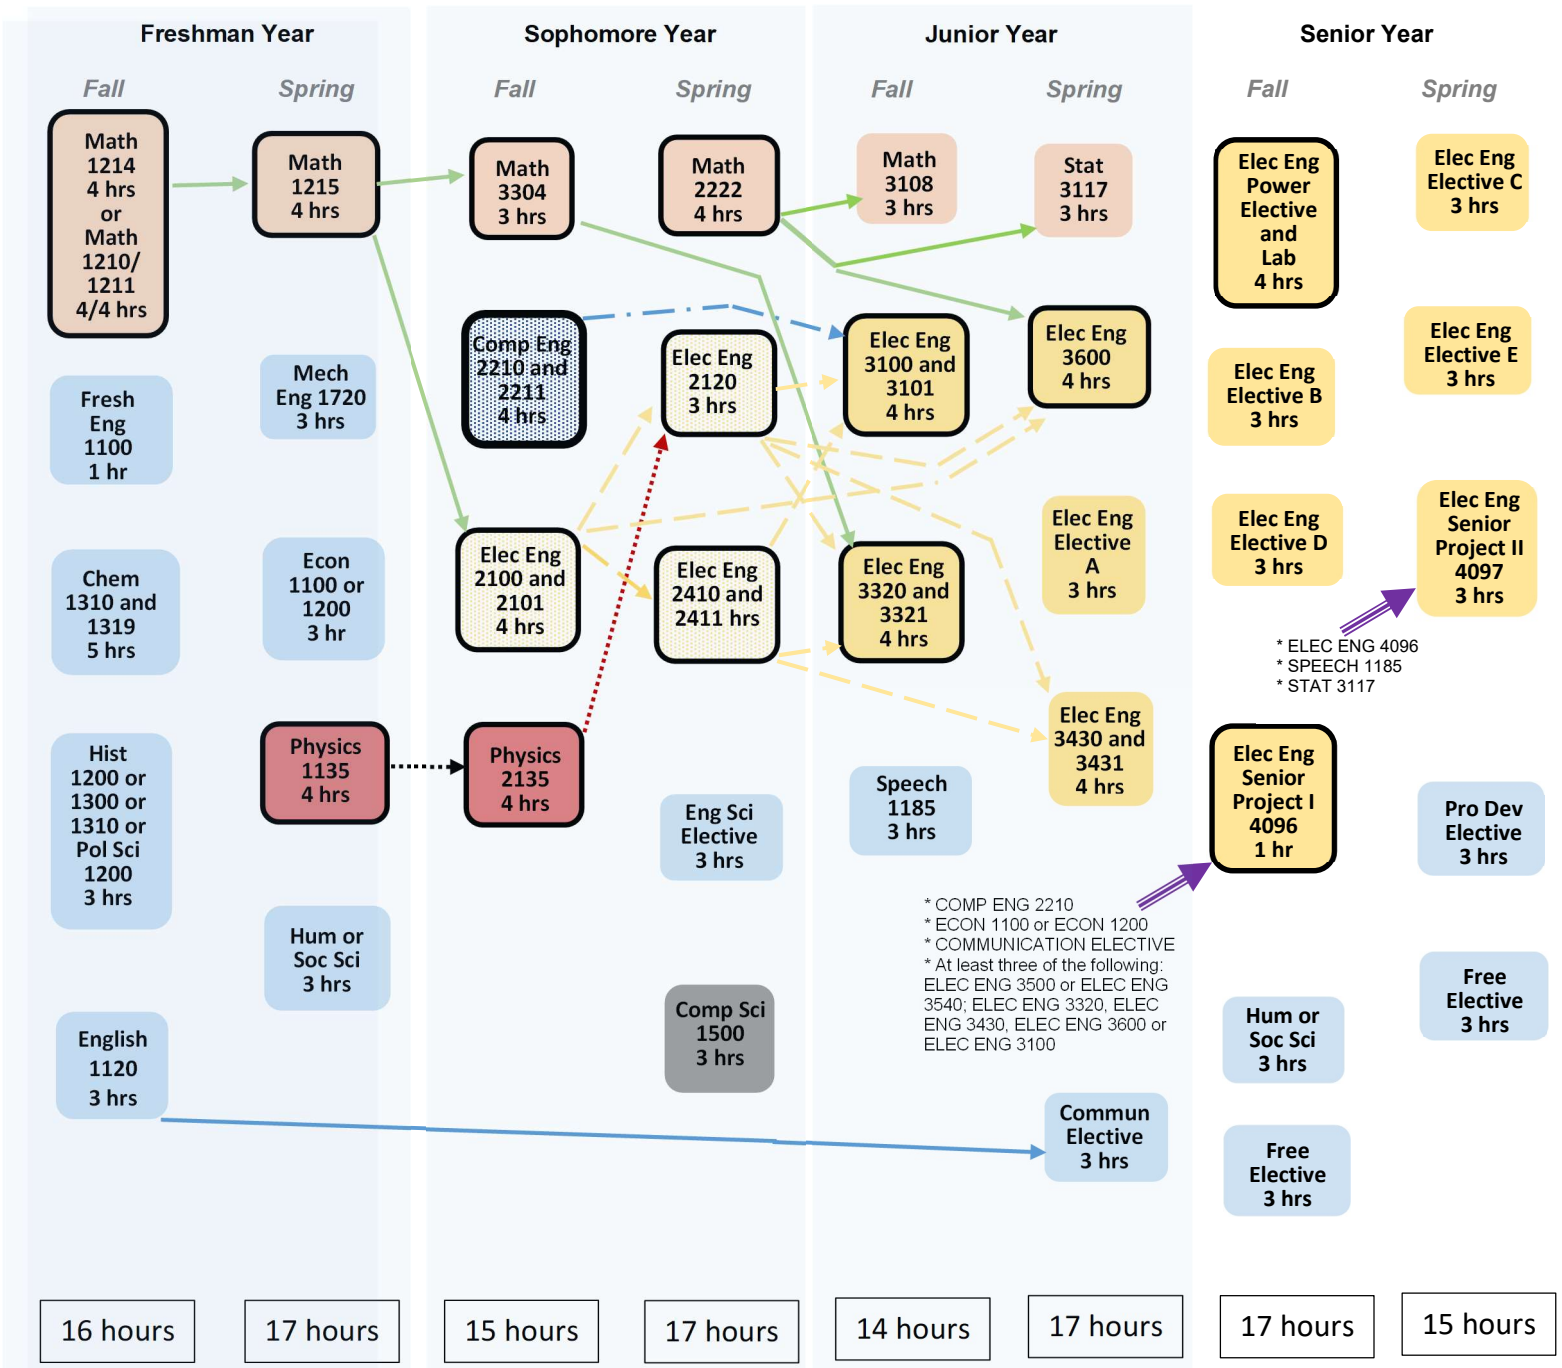 Freshman Year
Sophomore Year
Junior Year
Senior Year
Fall
Spring
Fall
Spring
Fall
Spring
Fall
Spring
Math
1214
4 hrs
or
Math
1210/
1211
4/4 hrs
Fresh
Eng
1100
1 hr
Chem
1310 and
1319
5 hrs
Hist
1200 or
1300 or
1310 or
Pol Sci
1200
3 hrs
English
1120
3 hrs
16 hours
Math
1215
4 hrs
Mech
Eng 1720
3 hrs
Econ
1100 or
1200
3 hr
Physics
1135
4 hrs
Hum or
Soc Sci
3 hrs
17 hours
Math
3304
3 hrs
Comp Eng
2210 and
2211
4 hrs
Elec Eng
2100 and
2101
4 hrs
Physics
2135
4 hrs
15 hours
Math
2222
4 hrs
Elec Eng
2120
3 hrs
Elec Eng
2410 and
2411 hrs
Eng Sci
Elective
3 hrs
Comp Sci
1500
3 hrs
17 hours
Math
3108
3 hrs
Elec Eng
3100 and
3101
4 hrs
Elec Eng
3320 and
3321
4 hrs
Speech
1185
3 hrs
* COMP ENG 2210
* ECON 1100 or ECON 1200
* COMMUNICATION ELECTIVE
* At least three of the following:
ELEC ENG 3500 or ELEC ENG
3540; ELEC ENG 3320, ELEC
ENG 3430, ELEC ENG 3600 or
ELEC ENG 3100
14 hours
Stat
3117
3 hrs
Elec Eng
3600
4 hrs
Elec Eng
Elective
A
3 hrs
Elec Eng
3430 and
3431
4 hrs
Commun
Elective
3 hrs
17 hours
Elec Eng
Power
Elective
and
Lab
4 hrs
Elec Eng
Elective B
3 hrs
Elec Eng
Elective D
3 hrs
* ELEC ENG 4096
* SPEECH 1185
* STAT 3117
Elec Eng
Senior
Project I
4096
1 hr
Hum or
Soc Sci
3 hrs
Free
Elective
3 hrs
17 hours
Elec Eng
Elective C
3 hrs
Elec Eng
Elective E
3 hrs
Elec Eng
Senior
Project II
4097
3 hrs
Pro Dev
Elective
3 hrs
Free
Elective
3 hrs
15 hours